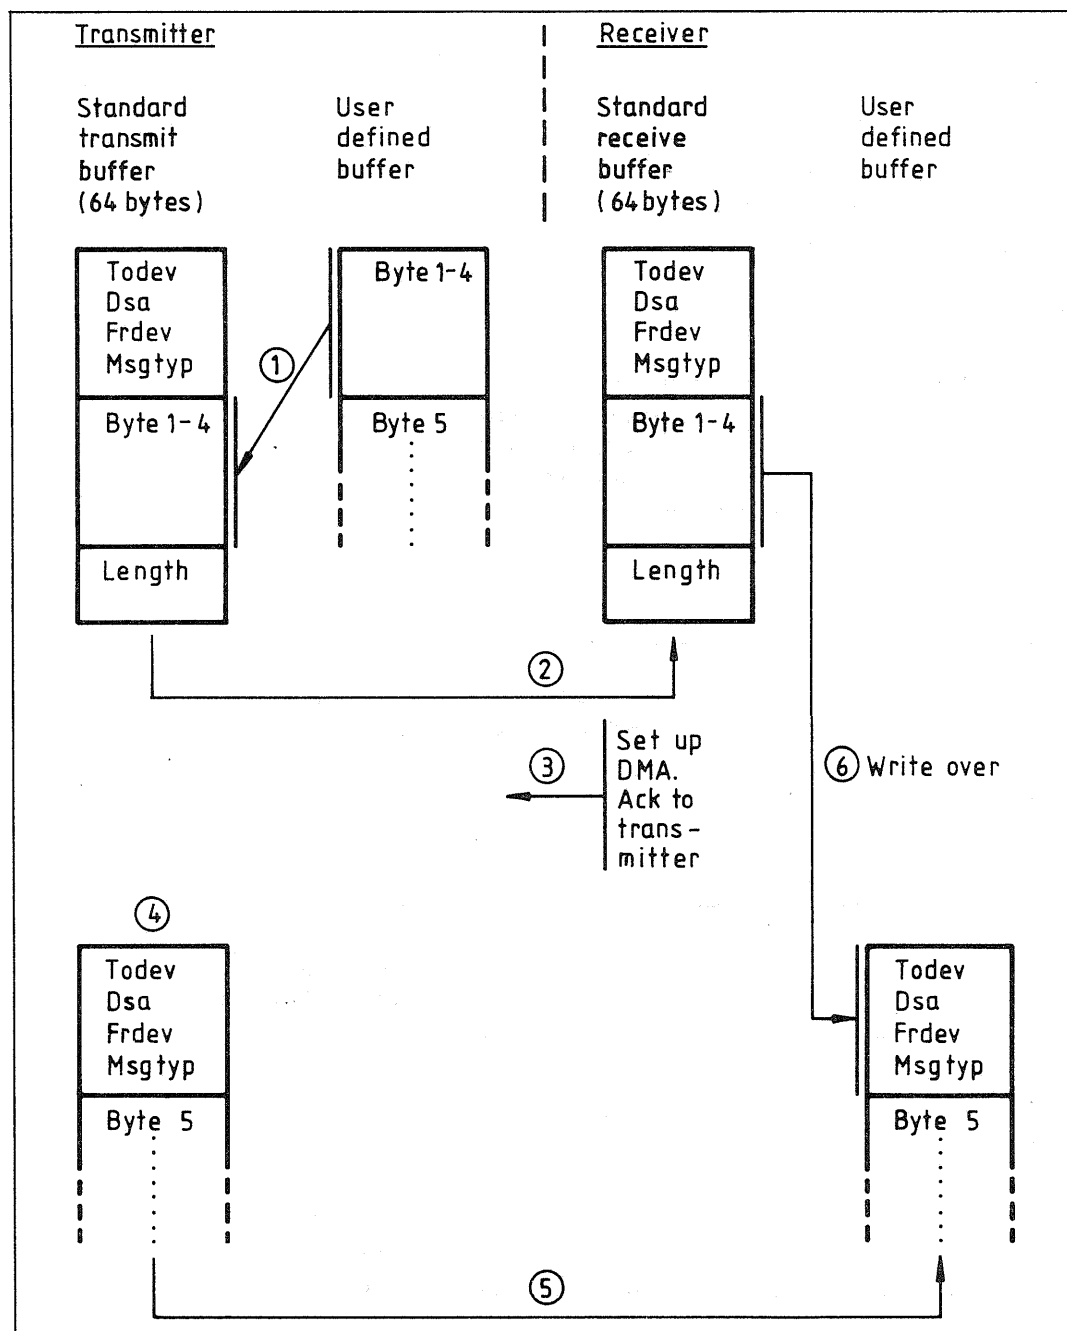 Transmitter
Receiver
Standard
transmit
buffer
(64 bytes)
User
defined
buffer
Standard
receive
buffer
(64 bytes)
User
defined
buffer
Todev
Dsa
Frdev
Msgtyp
Byte 1-4
Length
1
Byte 1-4
Byte 5
Todev
Dsa
Frdev
Msgtyp
Byte 1-4
Length
2
3
Set up
DMA.
Ack to
trans-
mitter
6 Write over
4
Todev
Dsa
Frdev
Msgtyp
Byte 5
Todev
Dsa
Frdev
Msgtyp
Byte 5
5